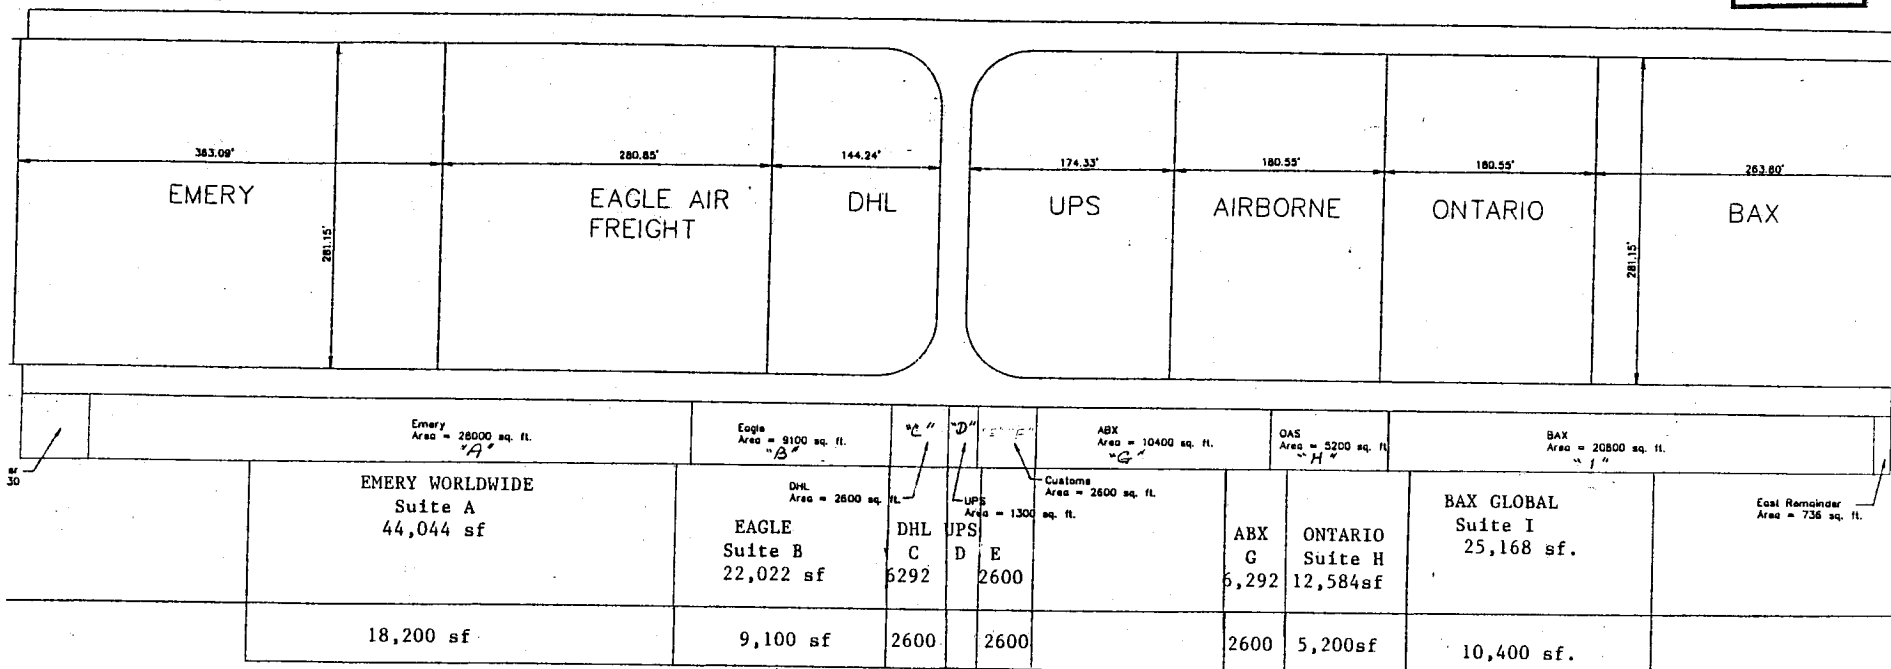 363.09'
280.85'
144.24'
174.33'
180.55'
180.55'
263.80'
EMERY
EAGLE AIR
FREIGHT
DHL
UPS
AIRBORNE
ONTARIO
BAX
281.15'
281.15'
Emery
Area = 28000 sq. ft.
"A"
Eagle
Area = 9100 sq. ft.
"B"
"C"
"D"
"E" "F"
ABX
Area = 10400 sq. ft.
"G"
OAS
Area = 5200 sq. ft
"H"
BAX
Area = 20800 sq. ft.
"I"
30
DHL
Area = 2600 sq. ft.
UPS
Area = 1300 sq. ft.
Customs
Area = 2600 sq. ft.
East Remainder
Area = 736 sq. ft.
EMERY WORLDWIDE
Suite A
44,044 sf
EAGLE
Suite B
22,022 sf
DHL
C
6292
UPS
D
E
2600
ABX
G
6,292
ONTARIO
Suite H
12,584sf
BAX GLOBAL
Suite I
25,168 sf.
18,200 sf
9,100 sf
2600
2600
2600
5,200sf
10,400 sf.